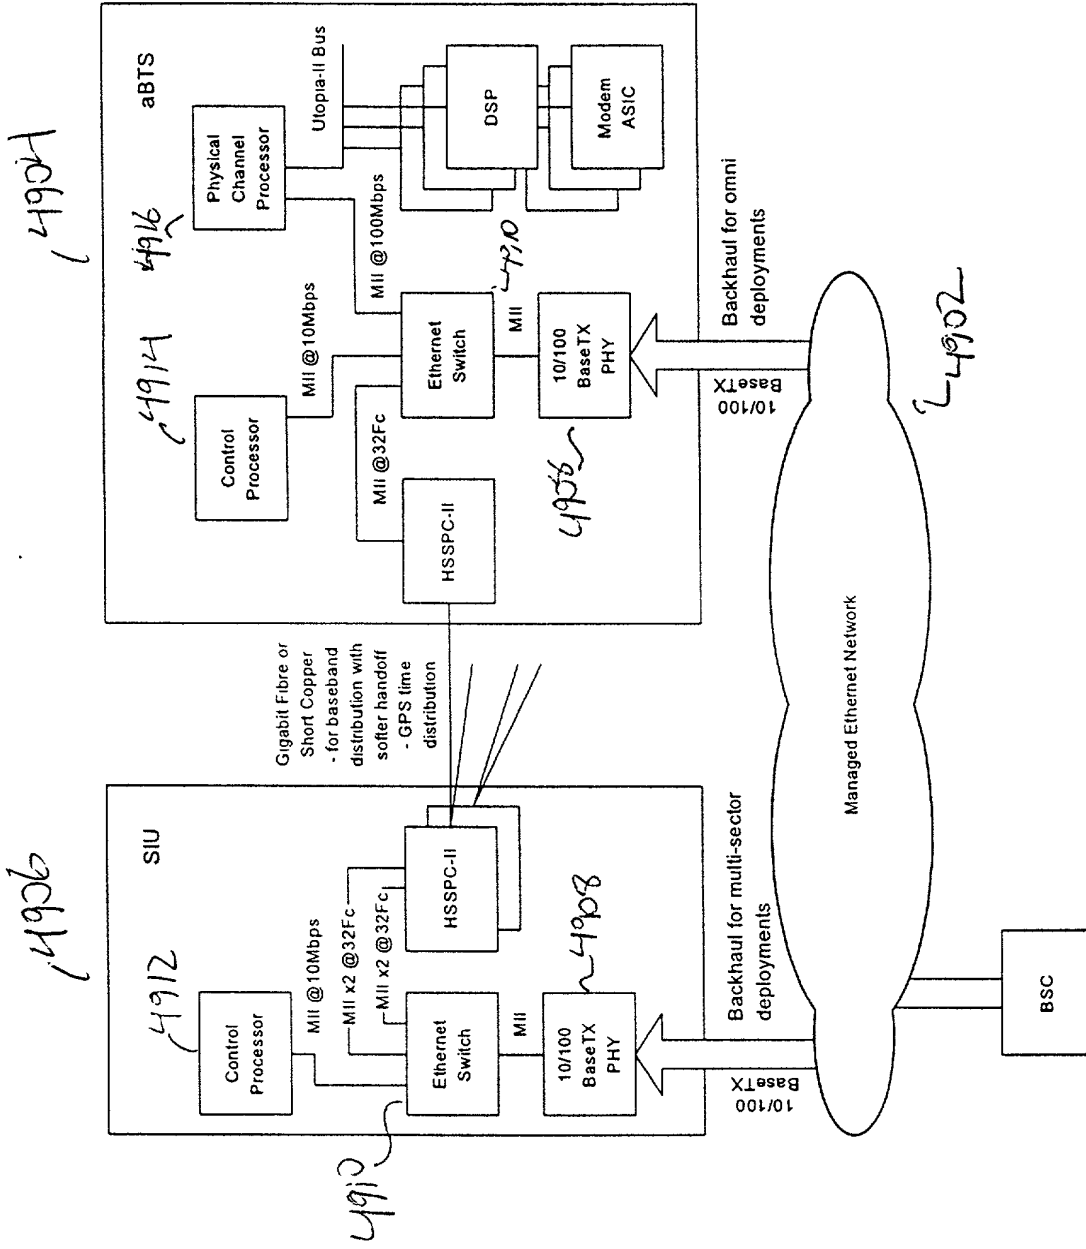 4906
4904
SIU
aBTS
4912
4914
4916
Control
Processor
Control
Processor
Physical
Channel
Processor
Utopia-II Bus
MII @10Mbps
MII x2 @32Fc
MII x2 @32Fc
Gigabit Fibre or
Short Copper
- for baseband
distribution with
softer handoff
- GPS time
distribution
MII @10Mbps
MII @32Fc
MII @100Mbps
4910
Ethernet
Switch
HSSPC-II
HSSPC-II
Ethernet
Switch
4910
DSP
MII
4908
MII
10/100
BaseTX
PHY
4906
10/100
BaseTX
PHY
Modem
ASIC
10/100
BaseTX
Backhaul for multi-sector
deployments
10/100
BaseTX
Backhaul for omni
deployments
Managed Ethernet Network
4902
BSC